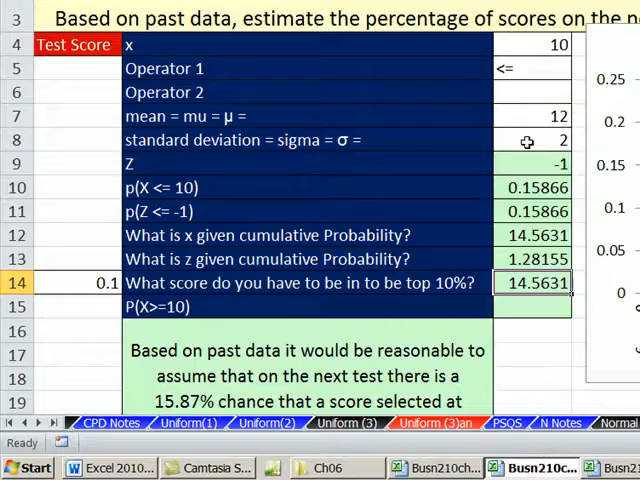 3 Based on past data, estimate the percentage of scores on the ne
4 Test Score x 10
5 Operator 1 <=
6 Operator 2
7 mean = mu = μ = 12
8 standard deviation = sigma = σ = 2
9 Z -1
10 p(X <= 10) 0.15866
11 p(Z <= -1) 0.15866
12 What is x given cumulative Probability? 14.5631
13 What is z given cumulative Probability? 1.28155
14 0.1 What score do you have to be in to be top 10%? 14.5631
15 P(X>=10)
16
17 Based on past data it would be reasonable to
18 assume that on the next test there is a
19 15.87% chance that a score selected at
0.25
0.2
0.15
0.1
0.05
0
CPD Notes Uniform(1) Uniform(2) Uniform (3) Uniform (3)an PSQS N Notes Normal
Ready
Start Excel 2010... Camtasia S... Ch06 Busn210ch... Busn210c... Busn21